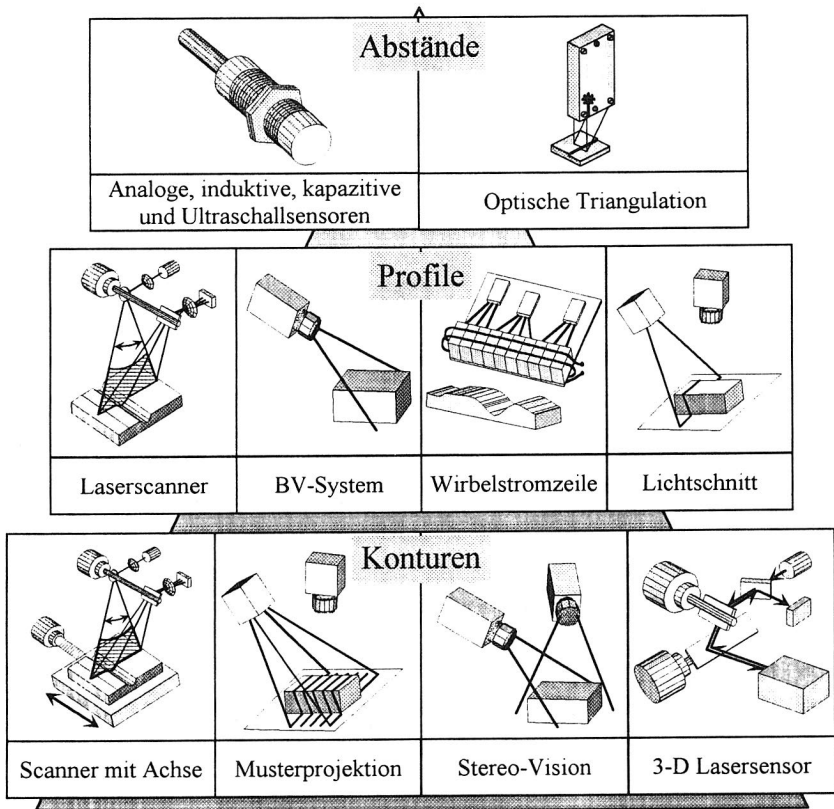 Abstände
Analoge, induktive, kapazitive
und Ultraschallsensoren
Optische Triangulation
Profile
Laserscanner
BV-System
Wirbelstromzeile
Lichtschnitt
Konturen
Scanner mit Achse
Musterprojektion
Stereo-Vision
3-D Lasersensor